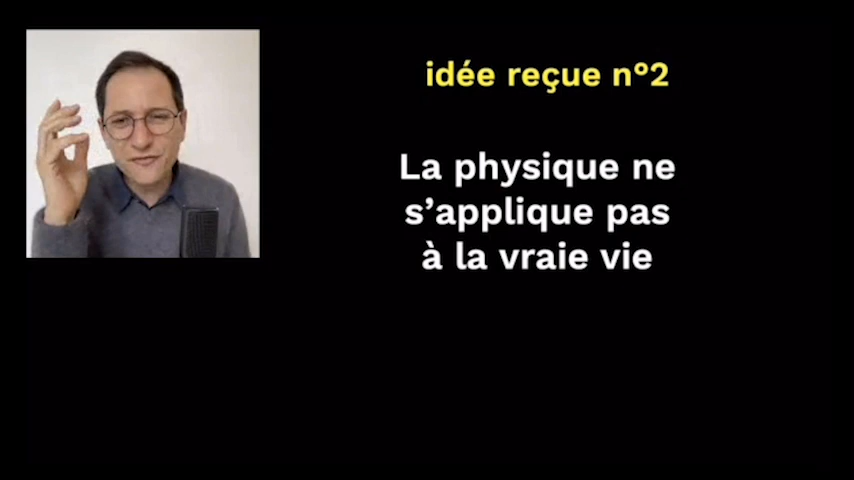 idée reçue n°2
La physique ne
s’applique pas
à la vraie vie